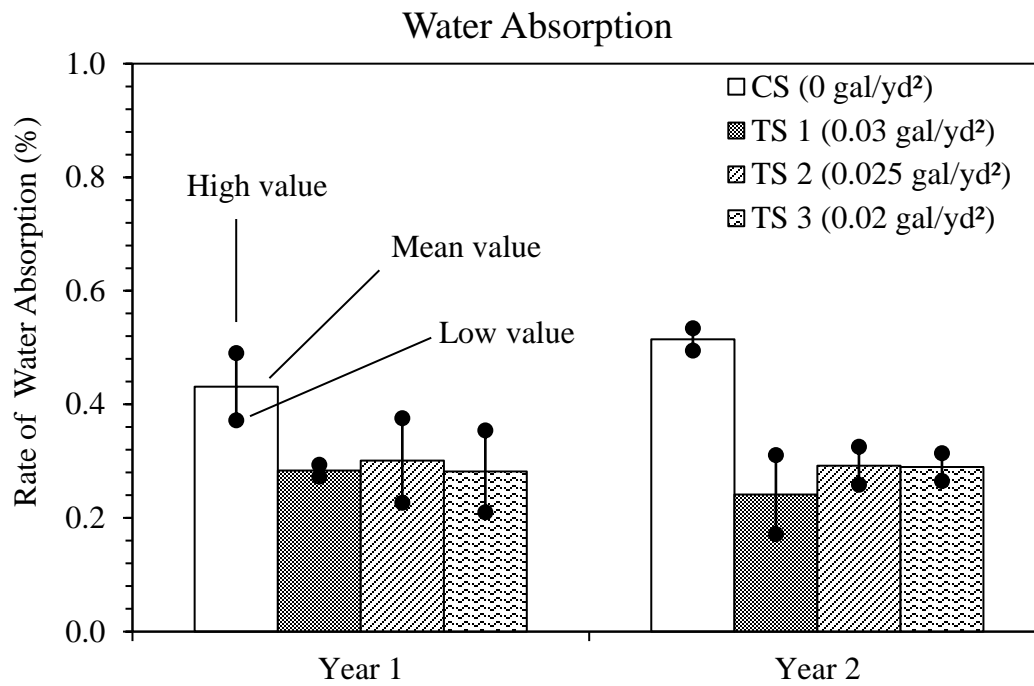 Water Absorption
1.0
0.8
0.6
0.4
0.2
0.0
Rate of Water Absorption (%)
CS (0 gal/yd²)
TS 1 (0.03 gal/yd²)
TS 2 (0.025 gal/yd²)
TS 3 (0.02 gal/yd²)
High value
Mean value
Low value
Year 1
Year 2